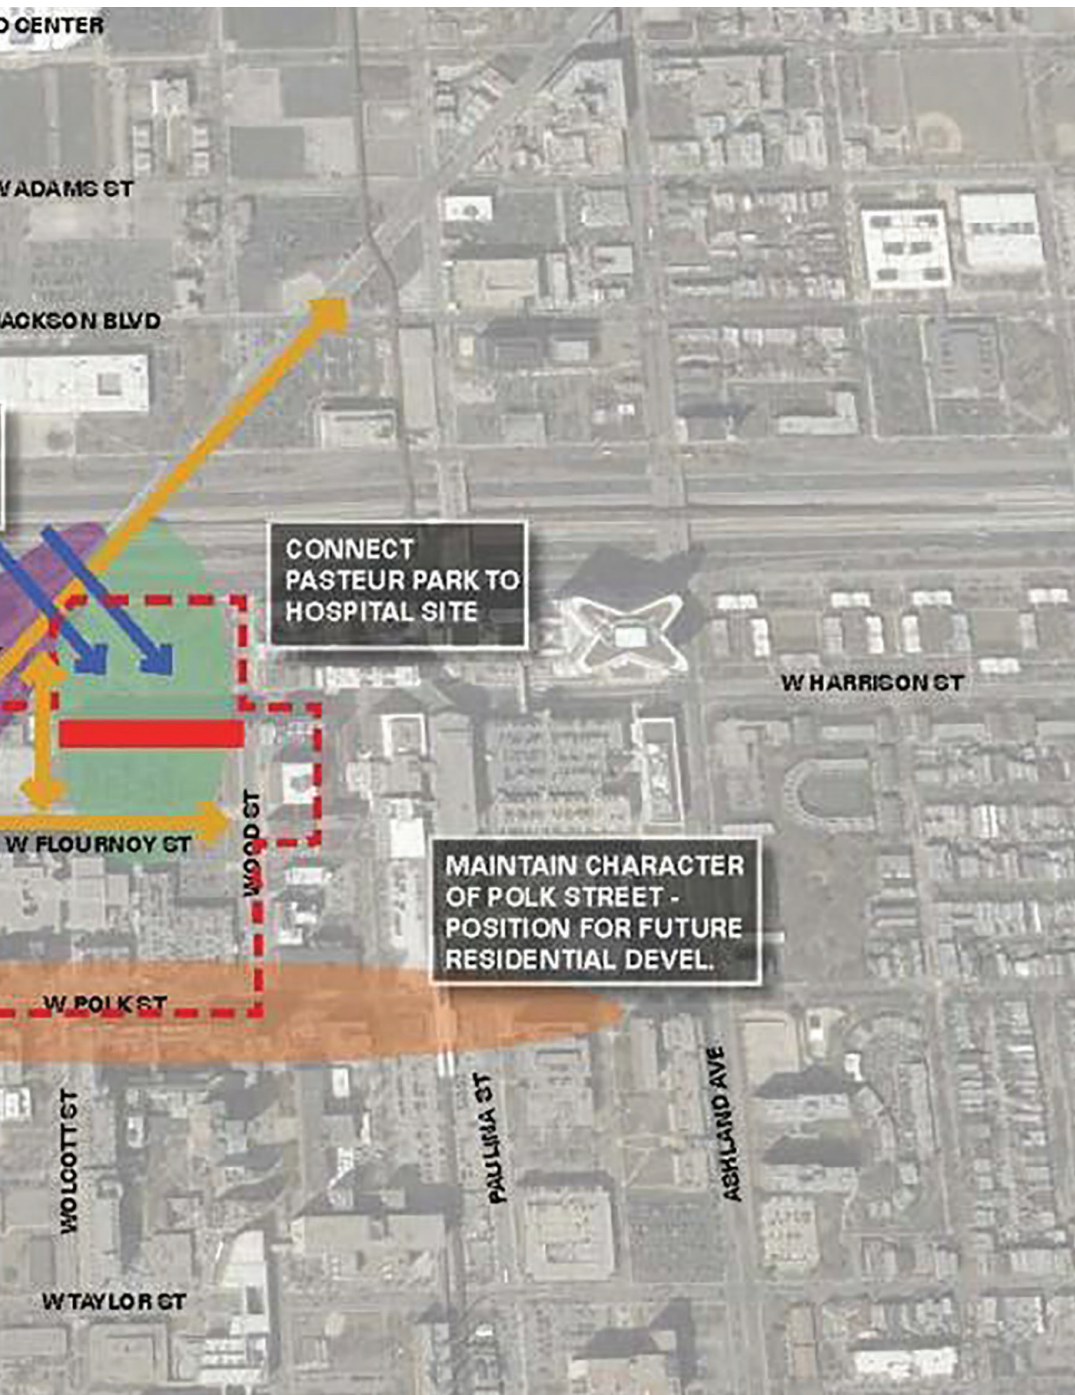 CENTER
W ADAMS ST
JACKSON BLVD
CONNECT
PASTEUR PARK TO
HOSPITAL SITE
W HARRISON ST
W FLOURNOY ST
WOOD ST
MAINTAIN CHARACTER
OF POLK STREET -
POSITION FOR FUTURE
RESIDENTIAL DEVEL.
W POLK ST
WOLCOTT ST
PAULINA ST
ASHLAND AVE
W TAYLOR ST